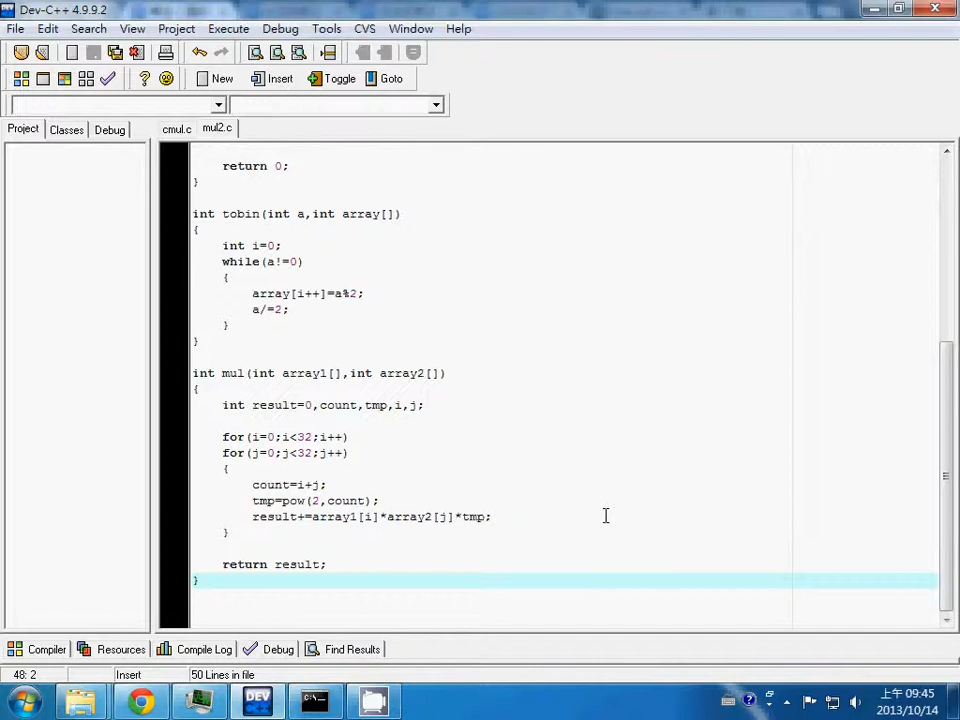 Dev-C++ 4.9.9.2
File Edit Search View Project Execute Debug Tools CVS Window Help
New Insert Toggle Goto
Project Classes Debug cmul.c mul2.c
return 0;
}
int tobin(int a,int array[])
{
int i=0;
while(a!=0)
{
array[i++]=a%2;
a/=2;
}
}
int mul(int array1[],int array2[])
{
int result=0,count,tmp,i,j;
for(i=0;i<32;i++)
for(j=0;j<32;j++)
{
count=i+j;
tmp=pow(2,count);
result+=array1[i]*array2[j]*tmp;
}
return result;
}
Compiler Resources Compile Log Debug Find Results
48: 2 Insert 50 Lines in file
DEV
C:\
上午 09:45
2013/10/14